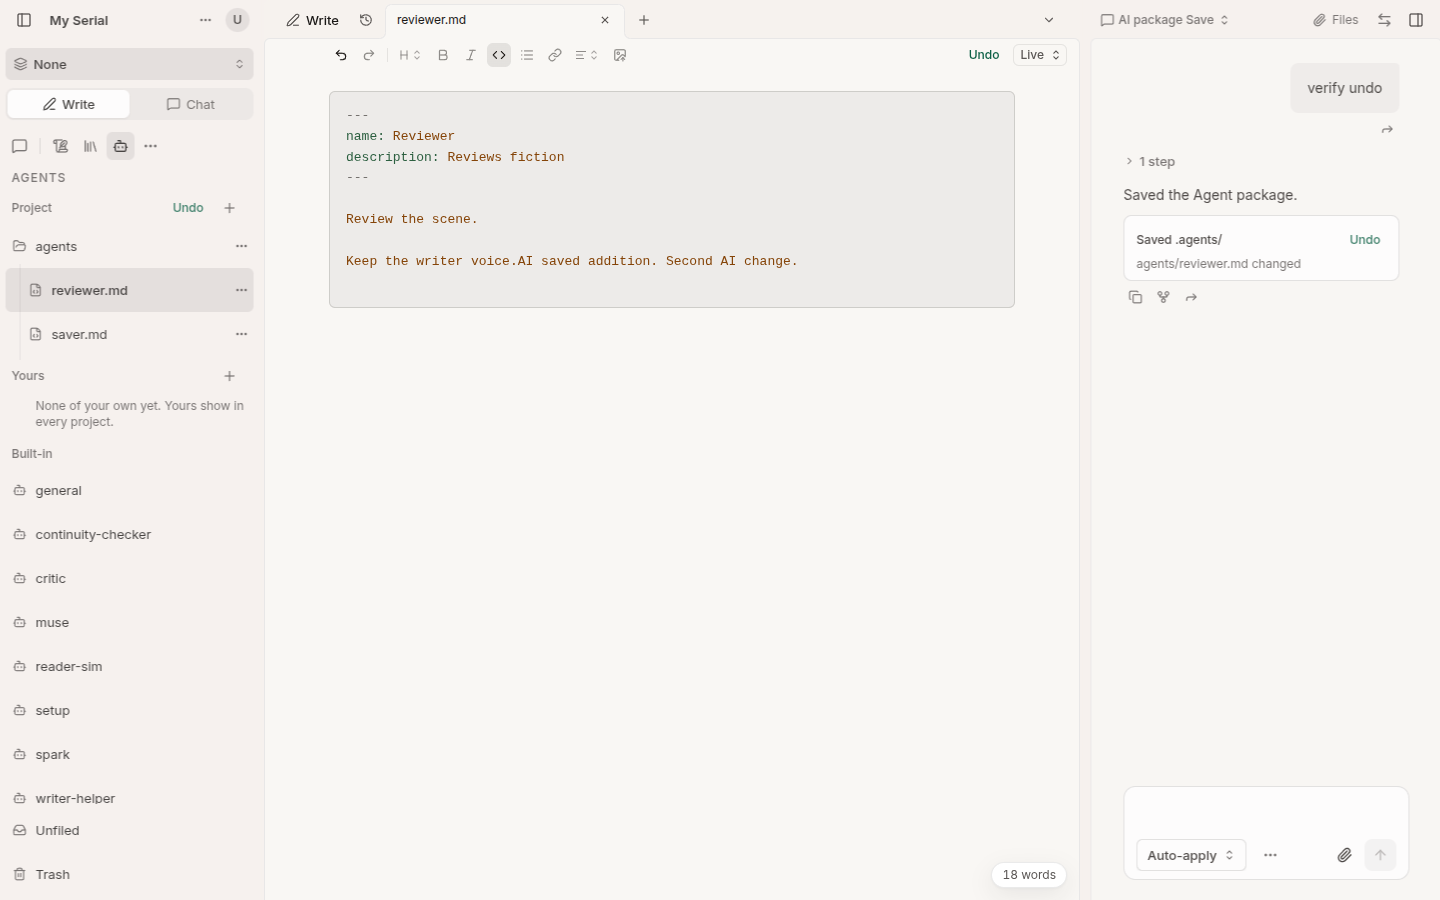 My Serial
U
None
Write
Chat
AGENTS
Project
Undo
agents
reviewer.md
saver.md
Yours
None of your own yet. Yours show in
every project.
Built-in
general
continuity-checker
critic
muse
reader-sim
setup
spark
writer-helper
Unfiled
Trash
Write
reviewer.md
H
B
I
Undo
Live
---
name: Reviewer
description: Reviews fiction
---
Review the scene.
Keep the writer voice.AI saved addition. Second AI change.
18 words
AI package Save
Files
verify undo
1 step
Saved the Agent package.
Saved .agents/
Undo
agents/reviewer.md changed
Auto-apply